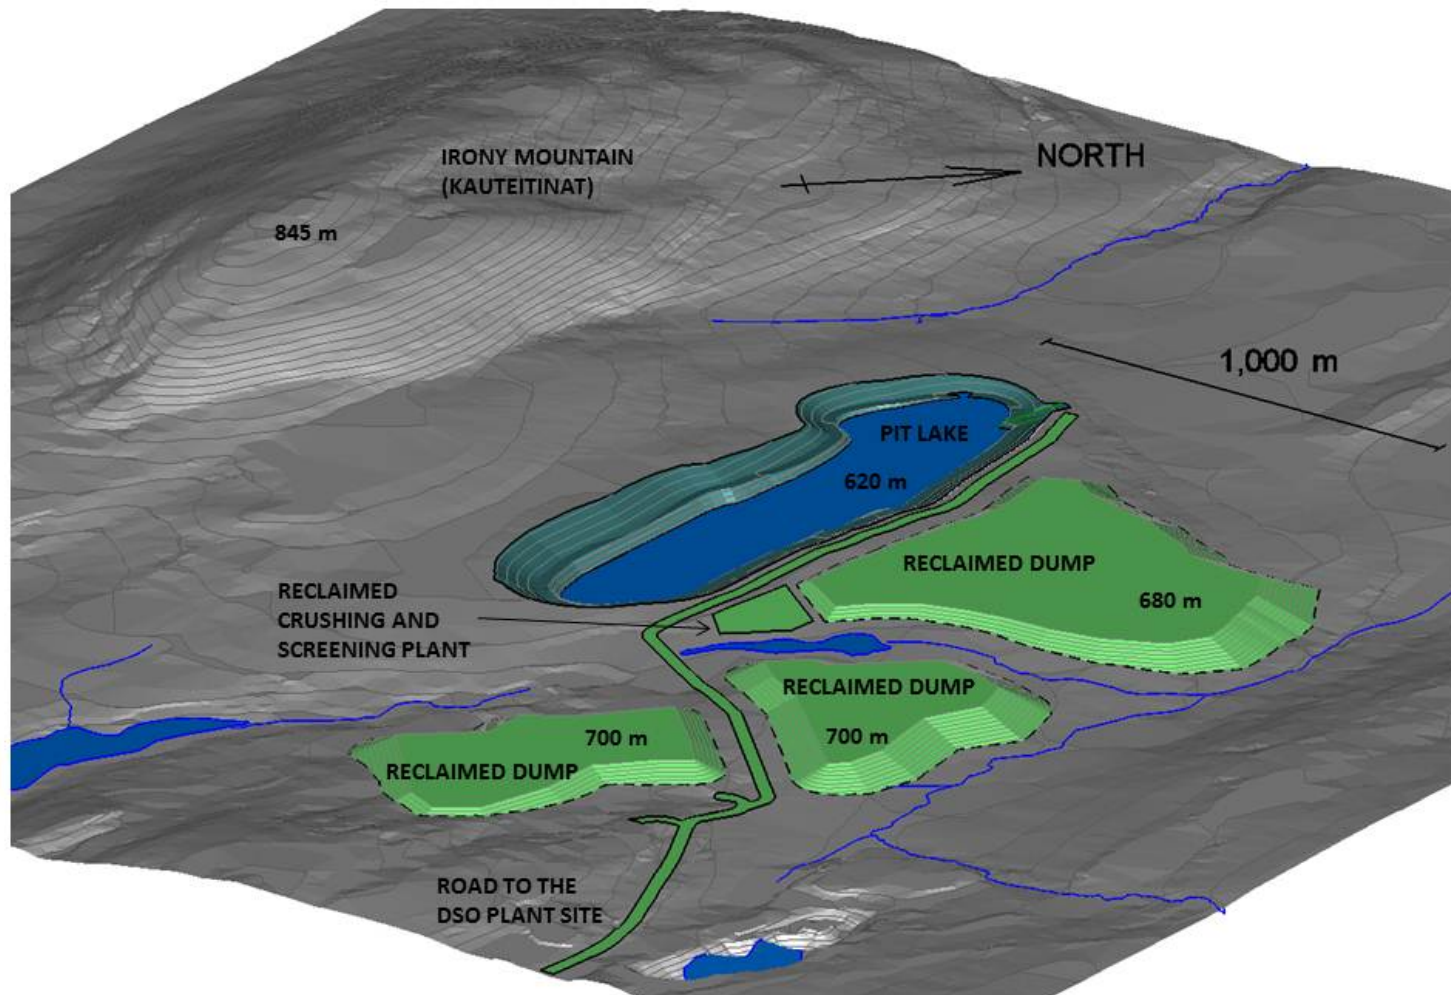 IRONY MOUNTAIN
(KAUTEITINAT)
NORTH
845 m
1,000 m
PIT LAKE
620 m
RECLAIMED DUMP
680 m
RECLAIMED
CRUSHING AND
SCREENING PLANT
RECLAIMED DUMP
700 m
700 m
RECLAIMED DUMP
ROAD TO THE
DSO PLANT SITE